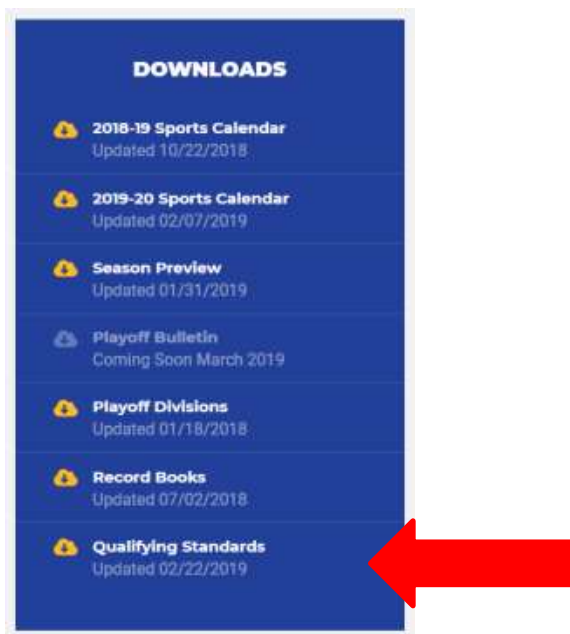 DOWNLOADS
2018-19 Sports Calendar
Updated 10/22/2018
2019-20 Sports Calendar
Updated 02/07/2019
Season Preview
Updated 01/31/2019
Playoff Bulletin
Coming Soon March 2019
Playoff Divisions
Updated 01/18/2018
Record Books
Updated 07/02/2018
Qualifying Standards
Updated 02/22/2019